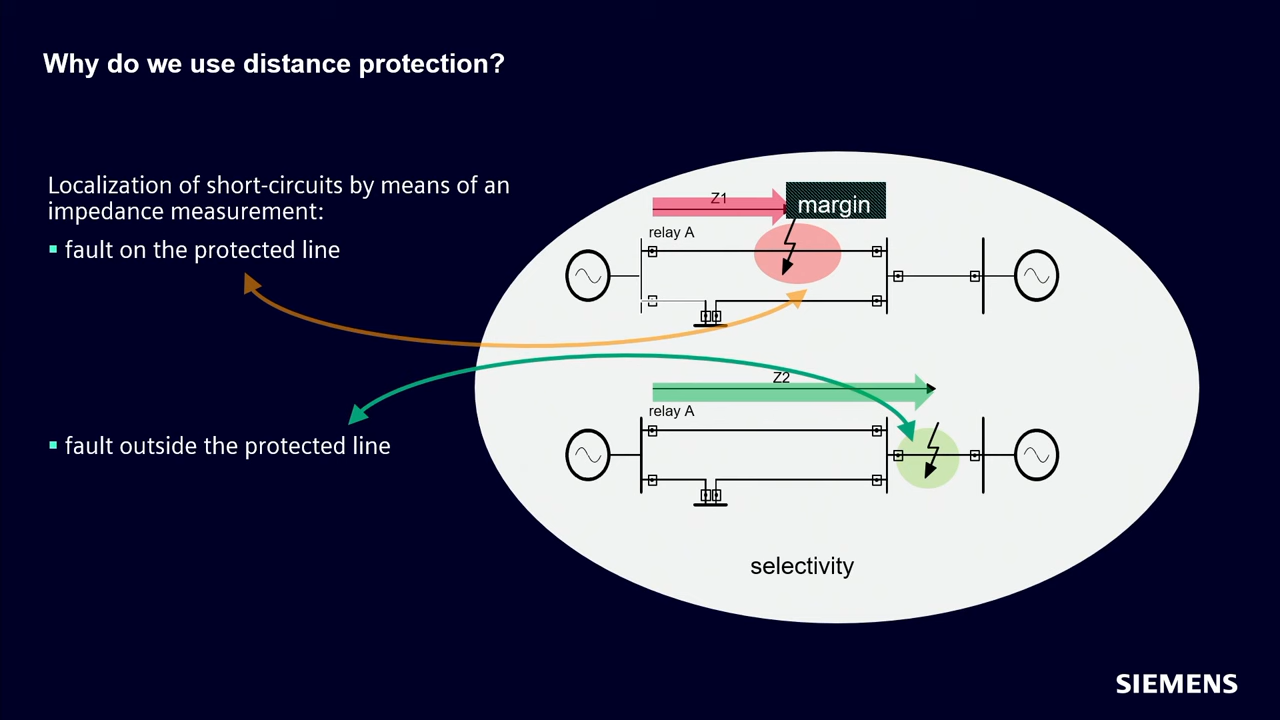 Why do we use distance protection?
Localization of short-circuits by means of an
impedance measurement:
fault on the protected line
Z1
margin
relay A
Z2
relay A
fault outside the protected line
selectivity
SIEMENS